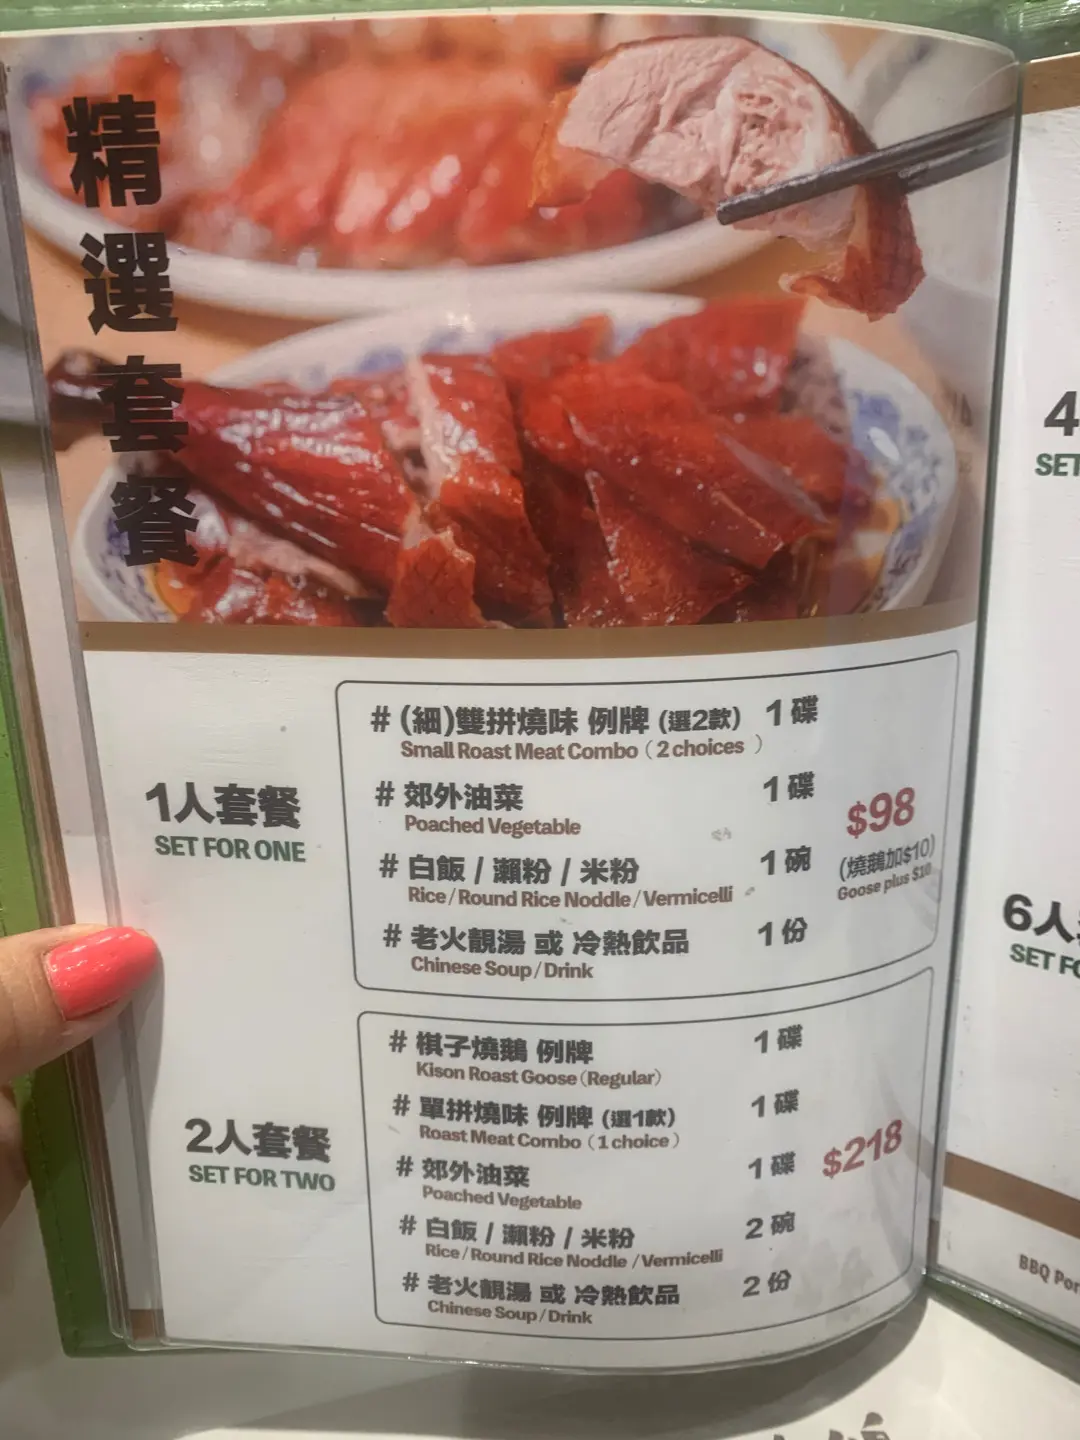 精選套餐
1人套餐
SET FOR ONE
# (細)雙拼燒味 例牌 (選2款) 1 碟
Small Roast Meat Combo ( 2 choices )
# 郊外油菜 1 碟
Poached Vegetable
# 白飯 / 瀨粉 / 米粉 1 碗
Rice/Round Rice Noddle/Vermicelli
# 老火靚湯 或 冷熱飲品 1 份
Chinese Soup/Drink
$98
(燒鵝加$10)
Goose plus $10
2人套餐
SET FOR TWO
# 棋子燒鵝 例牌 1 碟
Kison Roast Goose (Regular)
# 單拼燒味 例牌 (選1款) 1 碟
Roast Meat Combo ( 1 choice )
# 郊外油菜 1 碟
Poached Vegetable
# 白飯 / 瀨粉 / 米粉 2 碗
Rice/Round Rice Noddle /Vermicelli
# 老火靚湯 或 冷熱飲品 2 份
Chinese Soup/Drink
$218
4
SET
6人
SET FO
BBQ Por